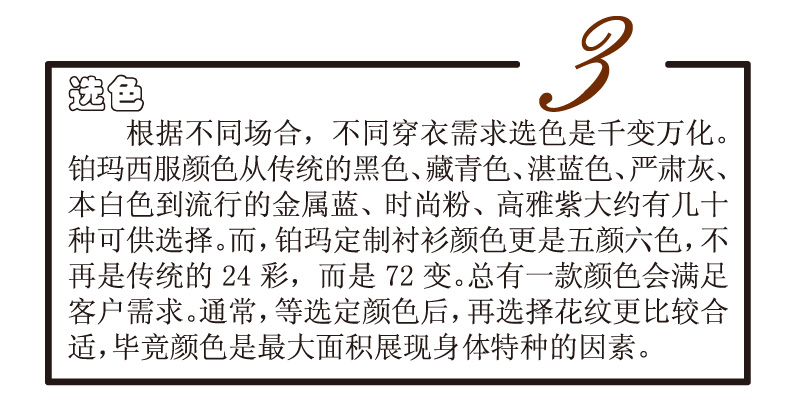 3
选色
根据不同场合，不同穿衣需求选色是千变万化。
铂玛西服颜色从传统的黑色、藏青色、湛蓝色、严肃灰、
本白色到流行的金属蓝、时尚粉、高雅紫大约有几十
种可供选择。而，铂玛定制衬衫颜色更是五颜六色，不
再是传统的 24 彩，而是 72 变。总有一款颜色会满足
客户需求。通常，等选定颜色后，再选择花纹更比较合
适，毕竟颜色是最大面积展现身体特种的因素。